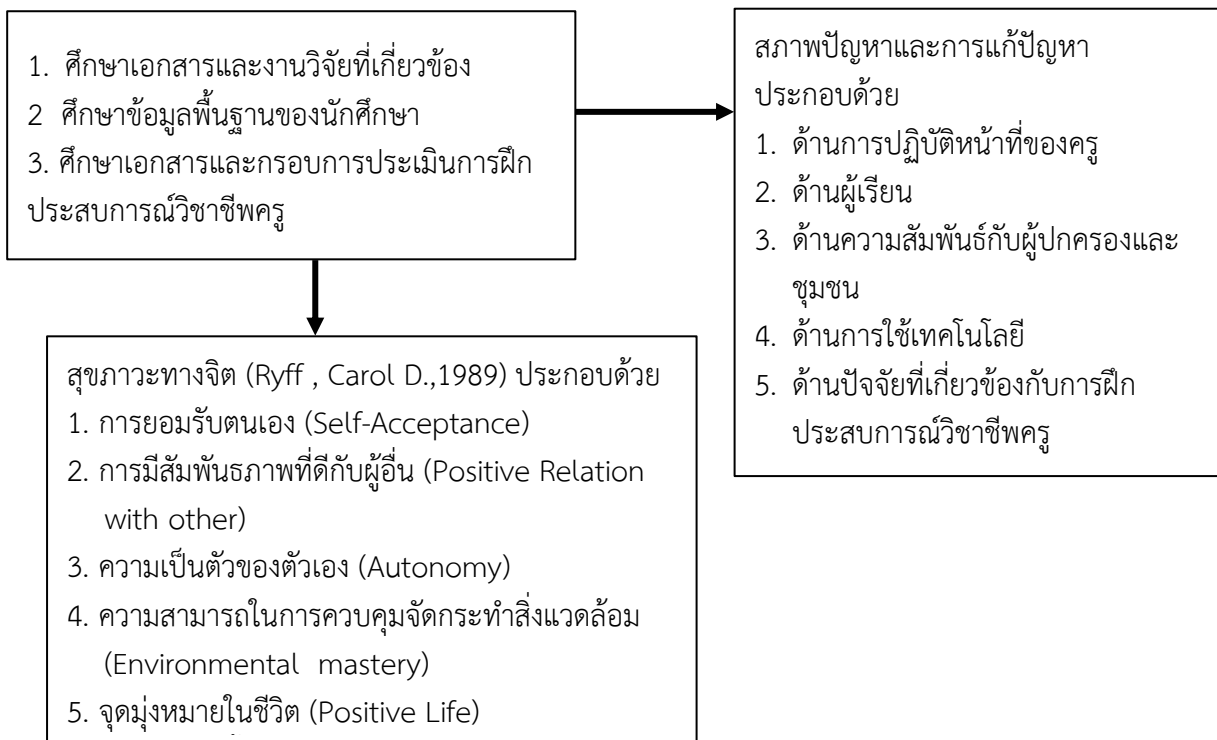 1. ศึกษาเอกสารและงานวิจัยที่เกี่ยวข้อง
2 ศึกษาข้อมูลพื้นฐานของนักศึกษา
3. ศึกษาเอกสารและกรอบการประเมินการฝึก
ประสบการณ์วิชาชีพครู
สภาพปัญหาและการแก้ปัญหา
ประกอบด้วย
1. ด้านการปฏิบัติหน้าที่ของครู
2. ด้านผู้เรียน
3. ด้านความสัมพันธ์กับผู้ปกครองและ
ชุมชน
4. ด้านการใช้เทคโนโลยี
5. ด้านปัจจัยที่เกี่ยวข้องกับการฝึก
ประสบการณ์วิชาชีพครู
สุขภาวะทางจิต (Ryff , Carol D.,1989) ประกอบด้วย
1. การยอมรับตนเอง (Self-Acceptance)
2. การมีสัมพันธภาพที่ดีกับผู้อื่น (Positive Relation
with other)
3. ความเป็นตัวของตัวเอง (Autonomy)
4. ความสามารถในการควบคุมจัดกระทำสิ่งแวดล้อม
(Environmental mastery)
5. จุดมุ่งหมายในชีวิต (Positive Life)